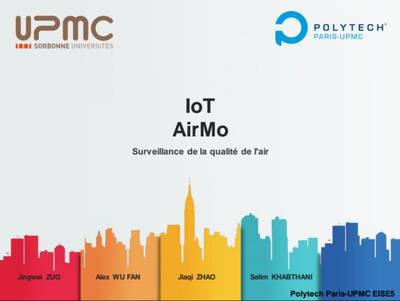 UPMC
SORBONNE UNIVERSITÉS
POLYTECH®
PARIS-UPMC
IoT
AirMo
Surveillance de la qualité de l'air
Jingwei ZUO
Alex WU FAN
Jiaqi ZHAO
Selim KHABTHANI
Polytech Paris-UPMC EISE5